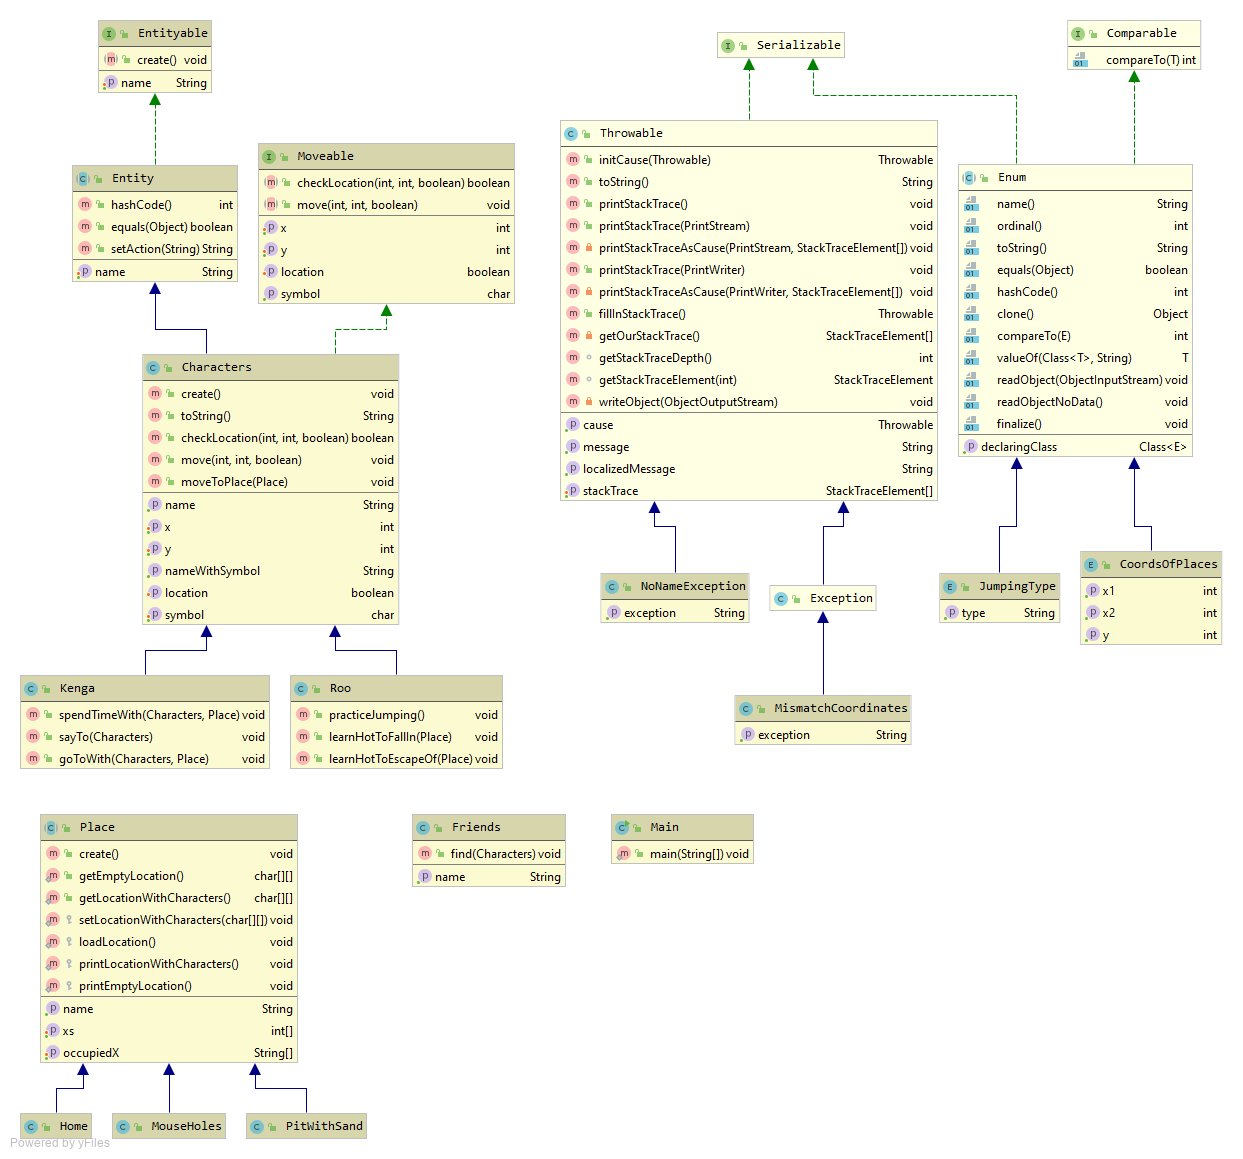 Entityable
create() void
name String
Serializable
Comparable
compareTo(T) int
Moveable
checkLocation(int, int, boolean) boolean
move(int, int, boolean) void
x int
y int
location boolean
symbol char
Entity
hashCode() int
equals(Object) boolean
setAction(String) String
name String
Throwable
initCause(Throwable) Throwable
toString() String
printStackTrace() void
printStackTrace(PrintStream) void
printStackTraceAsCause(PrintStream, StackTraceElement[]) void
printStackTrace(PrintWriter) void
printStackTraceAsCause(PrintWriter, StackTraceElement[]) void
fillInStackTrace() Throwable
getOurStackTrace() StackTraceElement[]
getStackTraceDepth() int
getStackTraceElement(int) StackTraceElement
writeObject(ObjectOutputStream) void
cause Throwable
message String
localizedMessage String
stackTrace StackTraceElement[]
Enum
name() String
ordinal() int
toString() String
equals(Object) boolean
hashCode() int
clone() Object
compareTo(E) int
valueOf(Class<T>, String) T
readObject(ObjectInputStream) void
readObjectNoData() void
finalize() void
declaringClass Class<E>
Characters
create() void
toString() String
checkLocation(int, int, boolean) boolean
move(int, int, boolean) void
moveToPlace(Place) void
name String
x int
y int
nameWithSymbol String
location boolean
symbol char
NoNameException
exception String
Exception
JumpingType
type String
CoordsOfPlaces
x1 int
x2 int
y int
Kenga
spendTimeWith(Characters, Place) void
sayTo(Characters) void
goToWith(Characters, Place) void
Roo
practiceJumping() void
learnHotToFallIn(Place) void
learnHotToEscapeOf(Place) void
MismatchCoordinates
exception String
Place
create() void
getEmptyLocation() char[][]
getLocationWithCharacters() char[][]
setLocationWithCharacters(char[][]) void
loadLocation() void
printLocationWithCharacters() void
printEmptyLocation() void
name String
xs int[]
occupiedX String[]
Friends
find(Characters) void
name String
Main
main(String[]) void
Home
MouseHoles
PitWithSand
Powered by yFiles